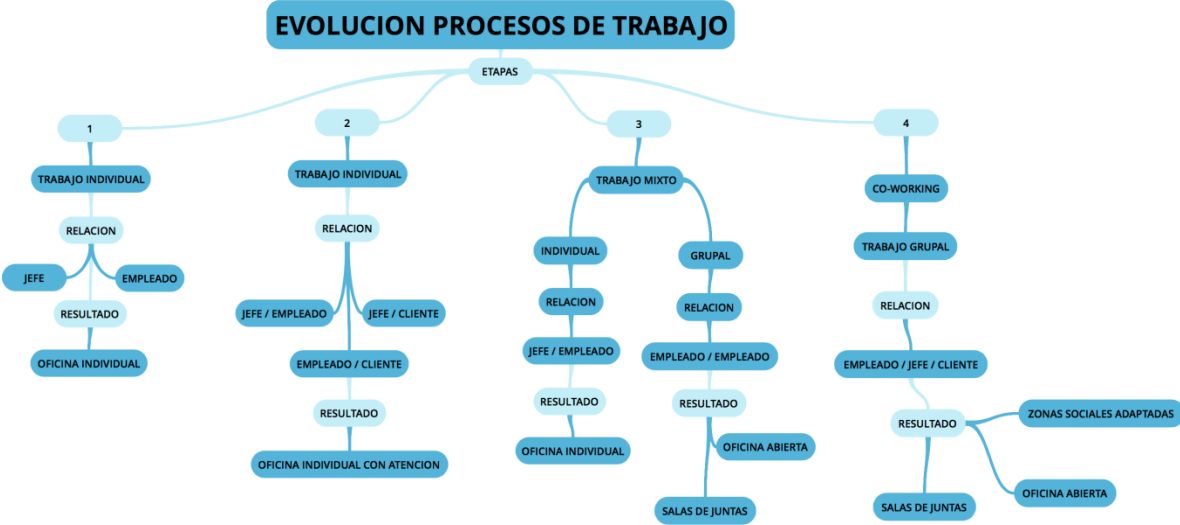 EVOLUCION PROCESOS DE TRABAJO
ETAPAS
1
TRABAJO INDIVIDUAL
RELACION
JEFE
EMPLEADO
RESULTADO
OFICINA INDIVIDUAL
2
TRABAJO INDIVIDUAL
RELACION
JEFE / EMPLEADO
JEFE / CLIENTE
EMPLEADO / CLIENTE
RESULTADO
OFICINA INDIVIDUAL CON ATENCION
3
TRABAJO MIXTO
INDIVIDUAL
RELACION
JEFE / EMPLEADO
RESULTADO
OFICINA INDIVIDUAL
GRUPAL
RELACION
EMPLEADO / EMPLEADO
RESULTADO
OFICINA ABIERTA
SALAS DE JUNTAS
4
CO-WORKING
TRABAJO GRUPAL
RELACION
EMPLEADO / JEFE / CLIENTE
RESULTADO
ZONAS SOCIALES ADAPTADAS
OFICINA ABIERTA
SALAS DE JUNTAS